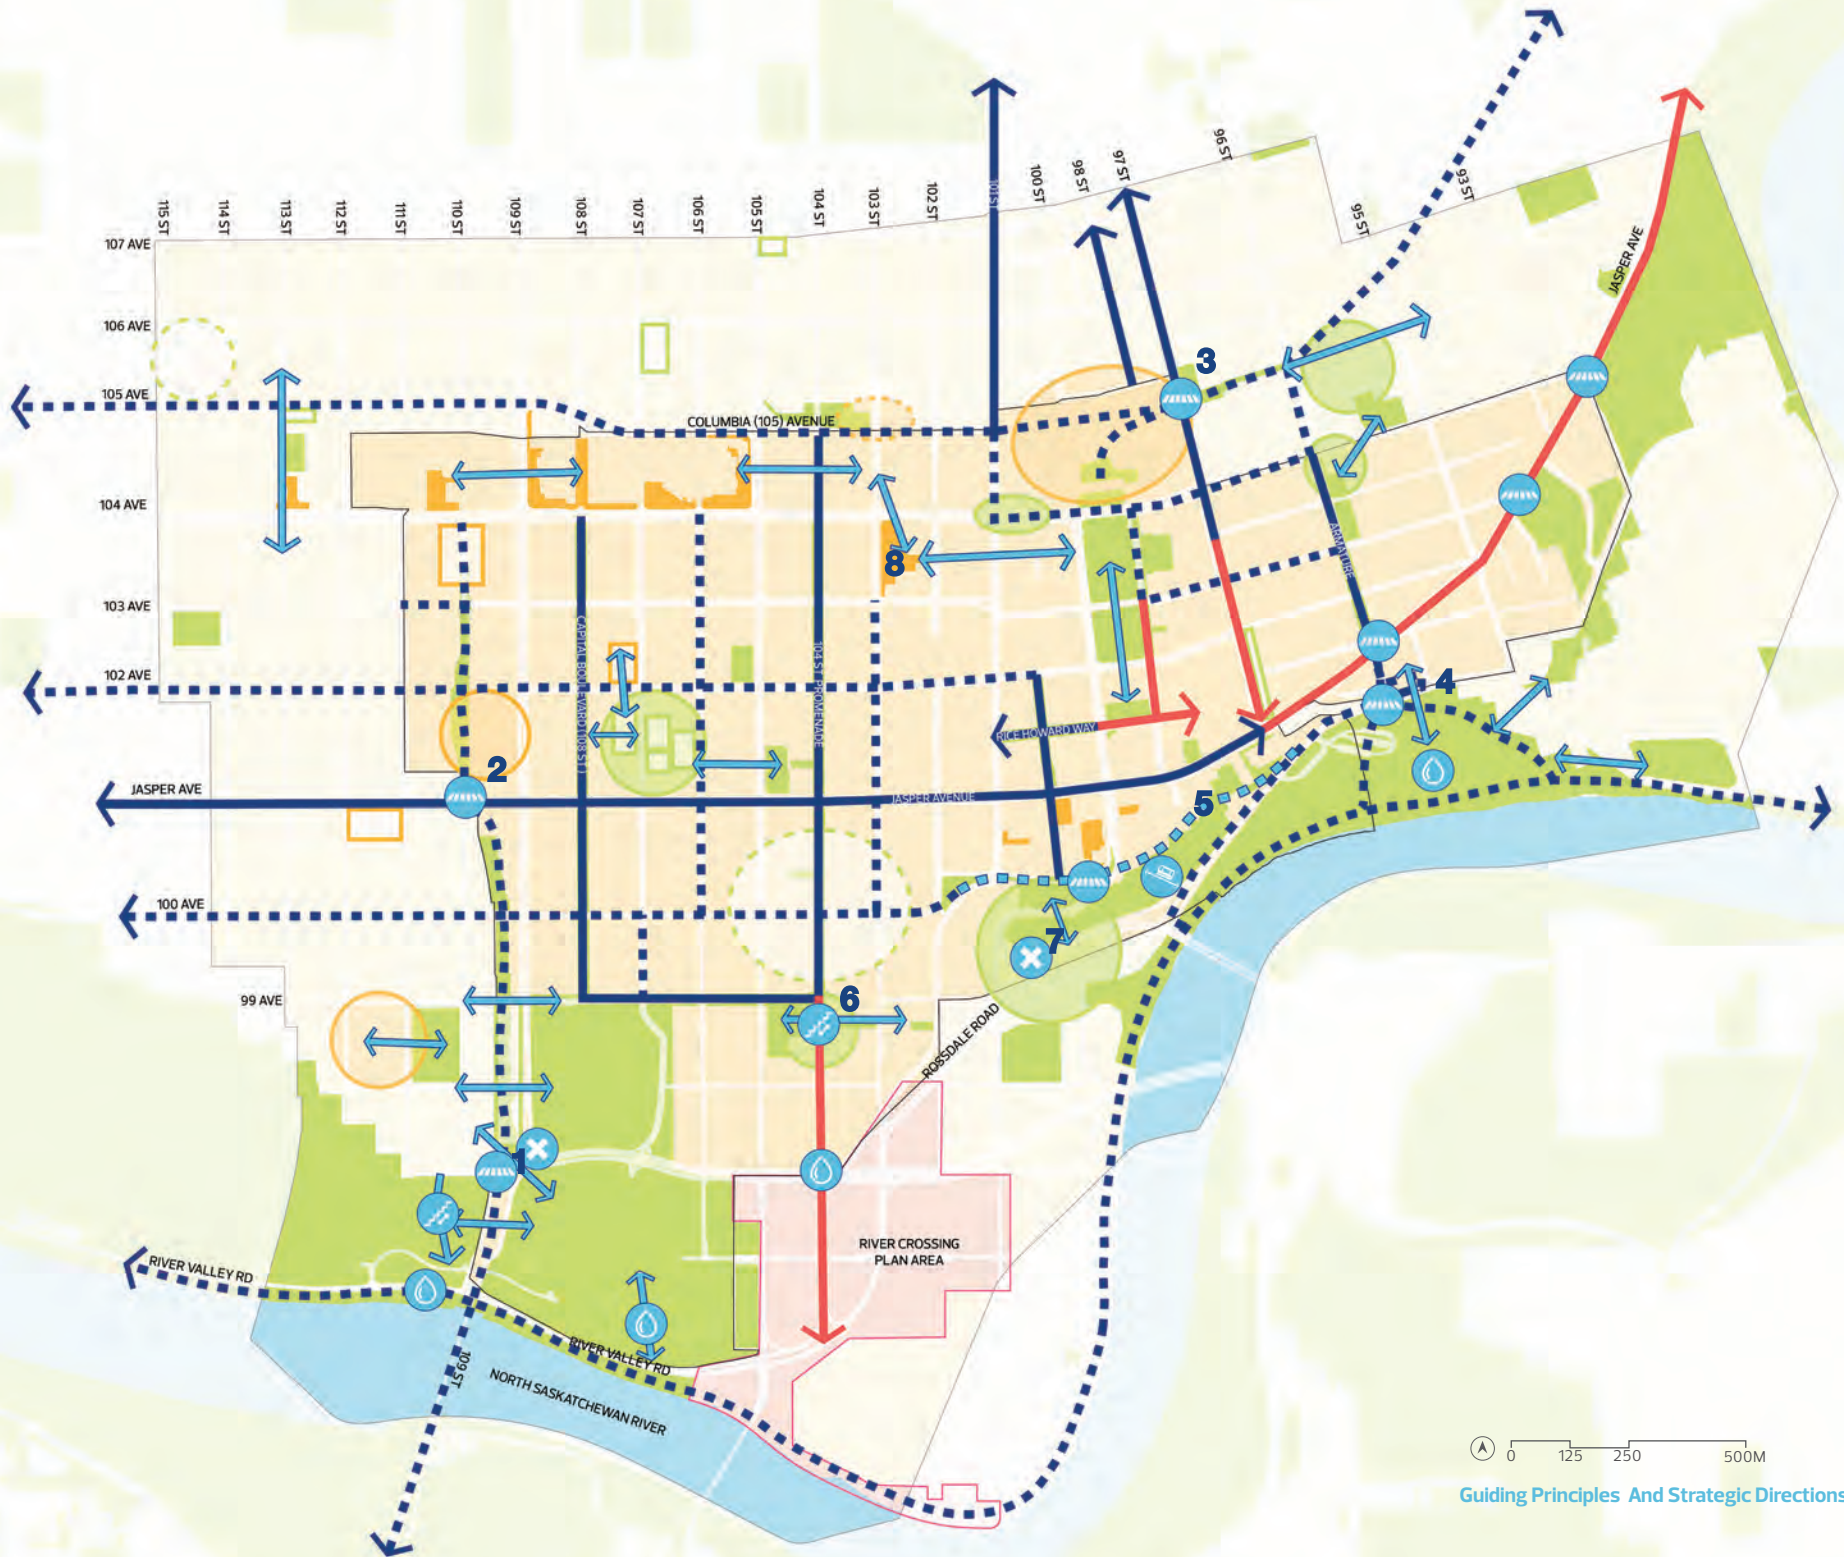 96 ST
97 ST
98 ST
100 ST
101 ST
93 ST
95 ST
115 ST
114 ST
113 ST
112 ST
111 ST
110 ST
109 ST
108 ST
107 ST
106 ST
105 ST
104 ST
103 ST
102 ST
107 AVE
JASPER AVE
106 AVE
3
105 AVE
COLUMBIA (105) AVENUE
104 AVE
ARMATURE
8
103 AVE
CAPITAL BOULEVARD (108 ST)
104 ST PROMENADE
102 AVE
4
RICE HOWARD WAY
2
JASPER AVE
JASPER AVENUE
5
100 AVE
7
99 AVE
6
ROSSDALE ROAD
1
RIVER CROSSING
PLAN AREA
RIVER VALLEY RD
RIVER VALLEY RD
109 ST
NORTH SASKATCHEWAN RIVER
0 125 250 500M
Guiding Principles And Strategic Directions